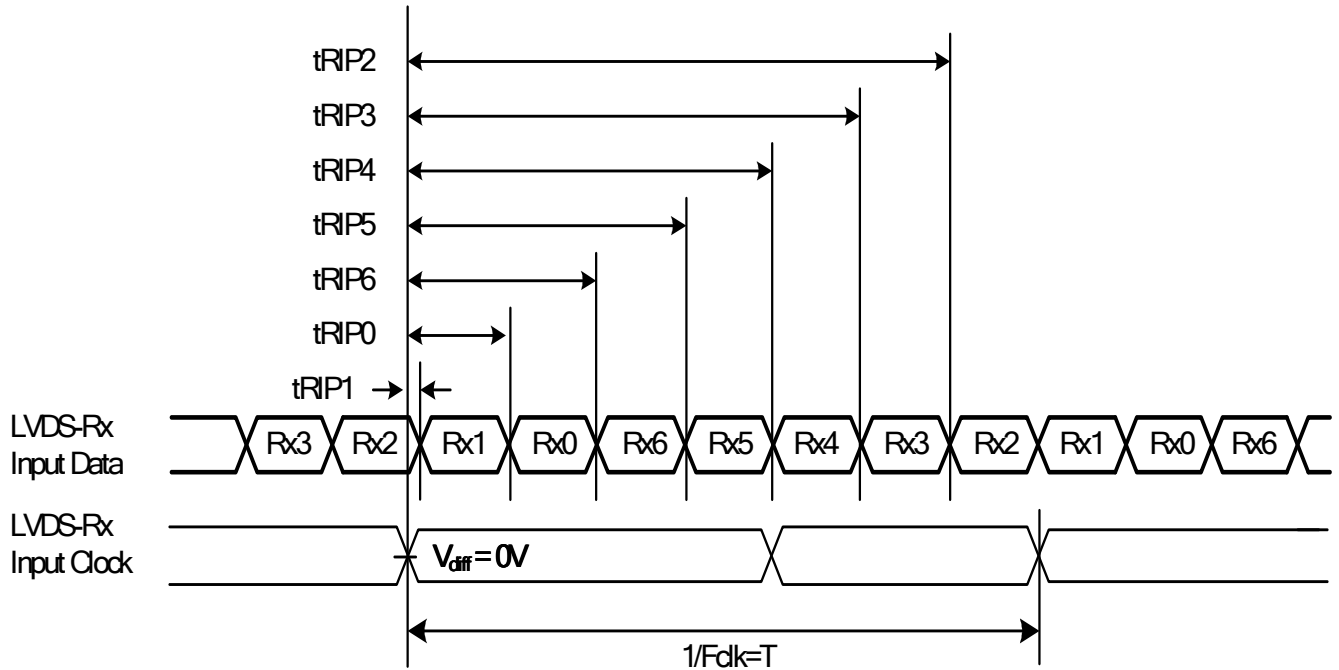 tRIP2
tRIP3
tRIP4
tRIP5
tRIP6
tRIP0
tRIP1
LVDS-Rx
Input Data
Rx3 Rx2 Rx1 Rx0 Rx6 Rx5 Rx4 Rx3 Rx2 Rx1 Rx0 Rx6
LVDS-Rx
Input Clock
Vdiff = 0V
1/Fclk=T